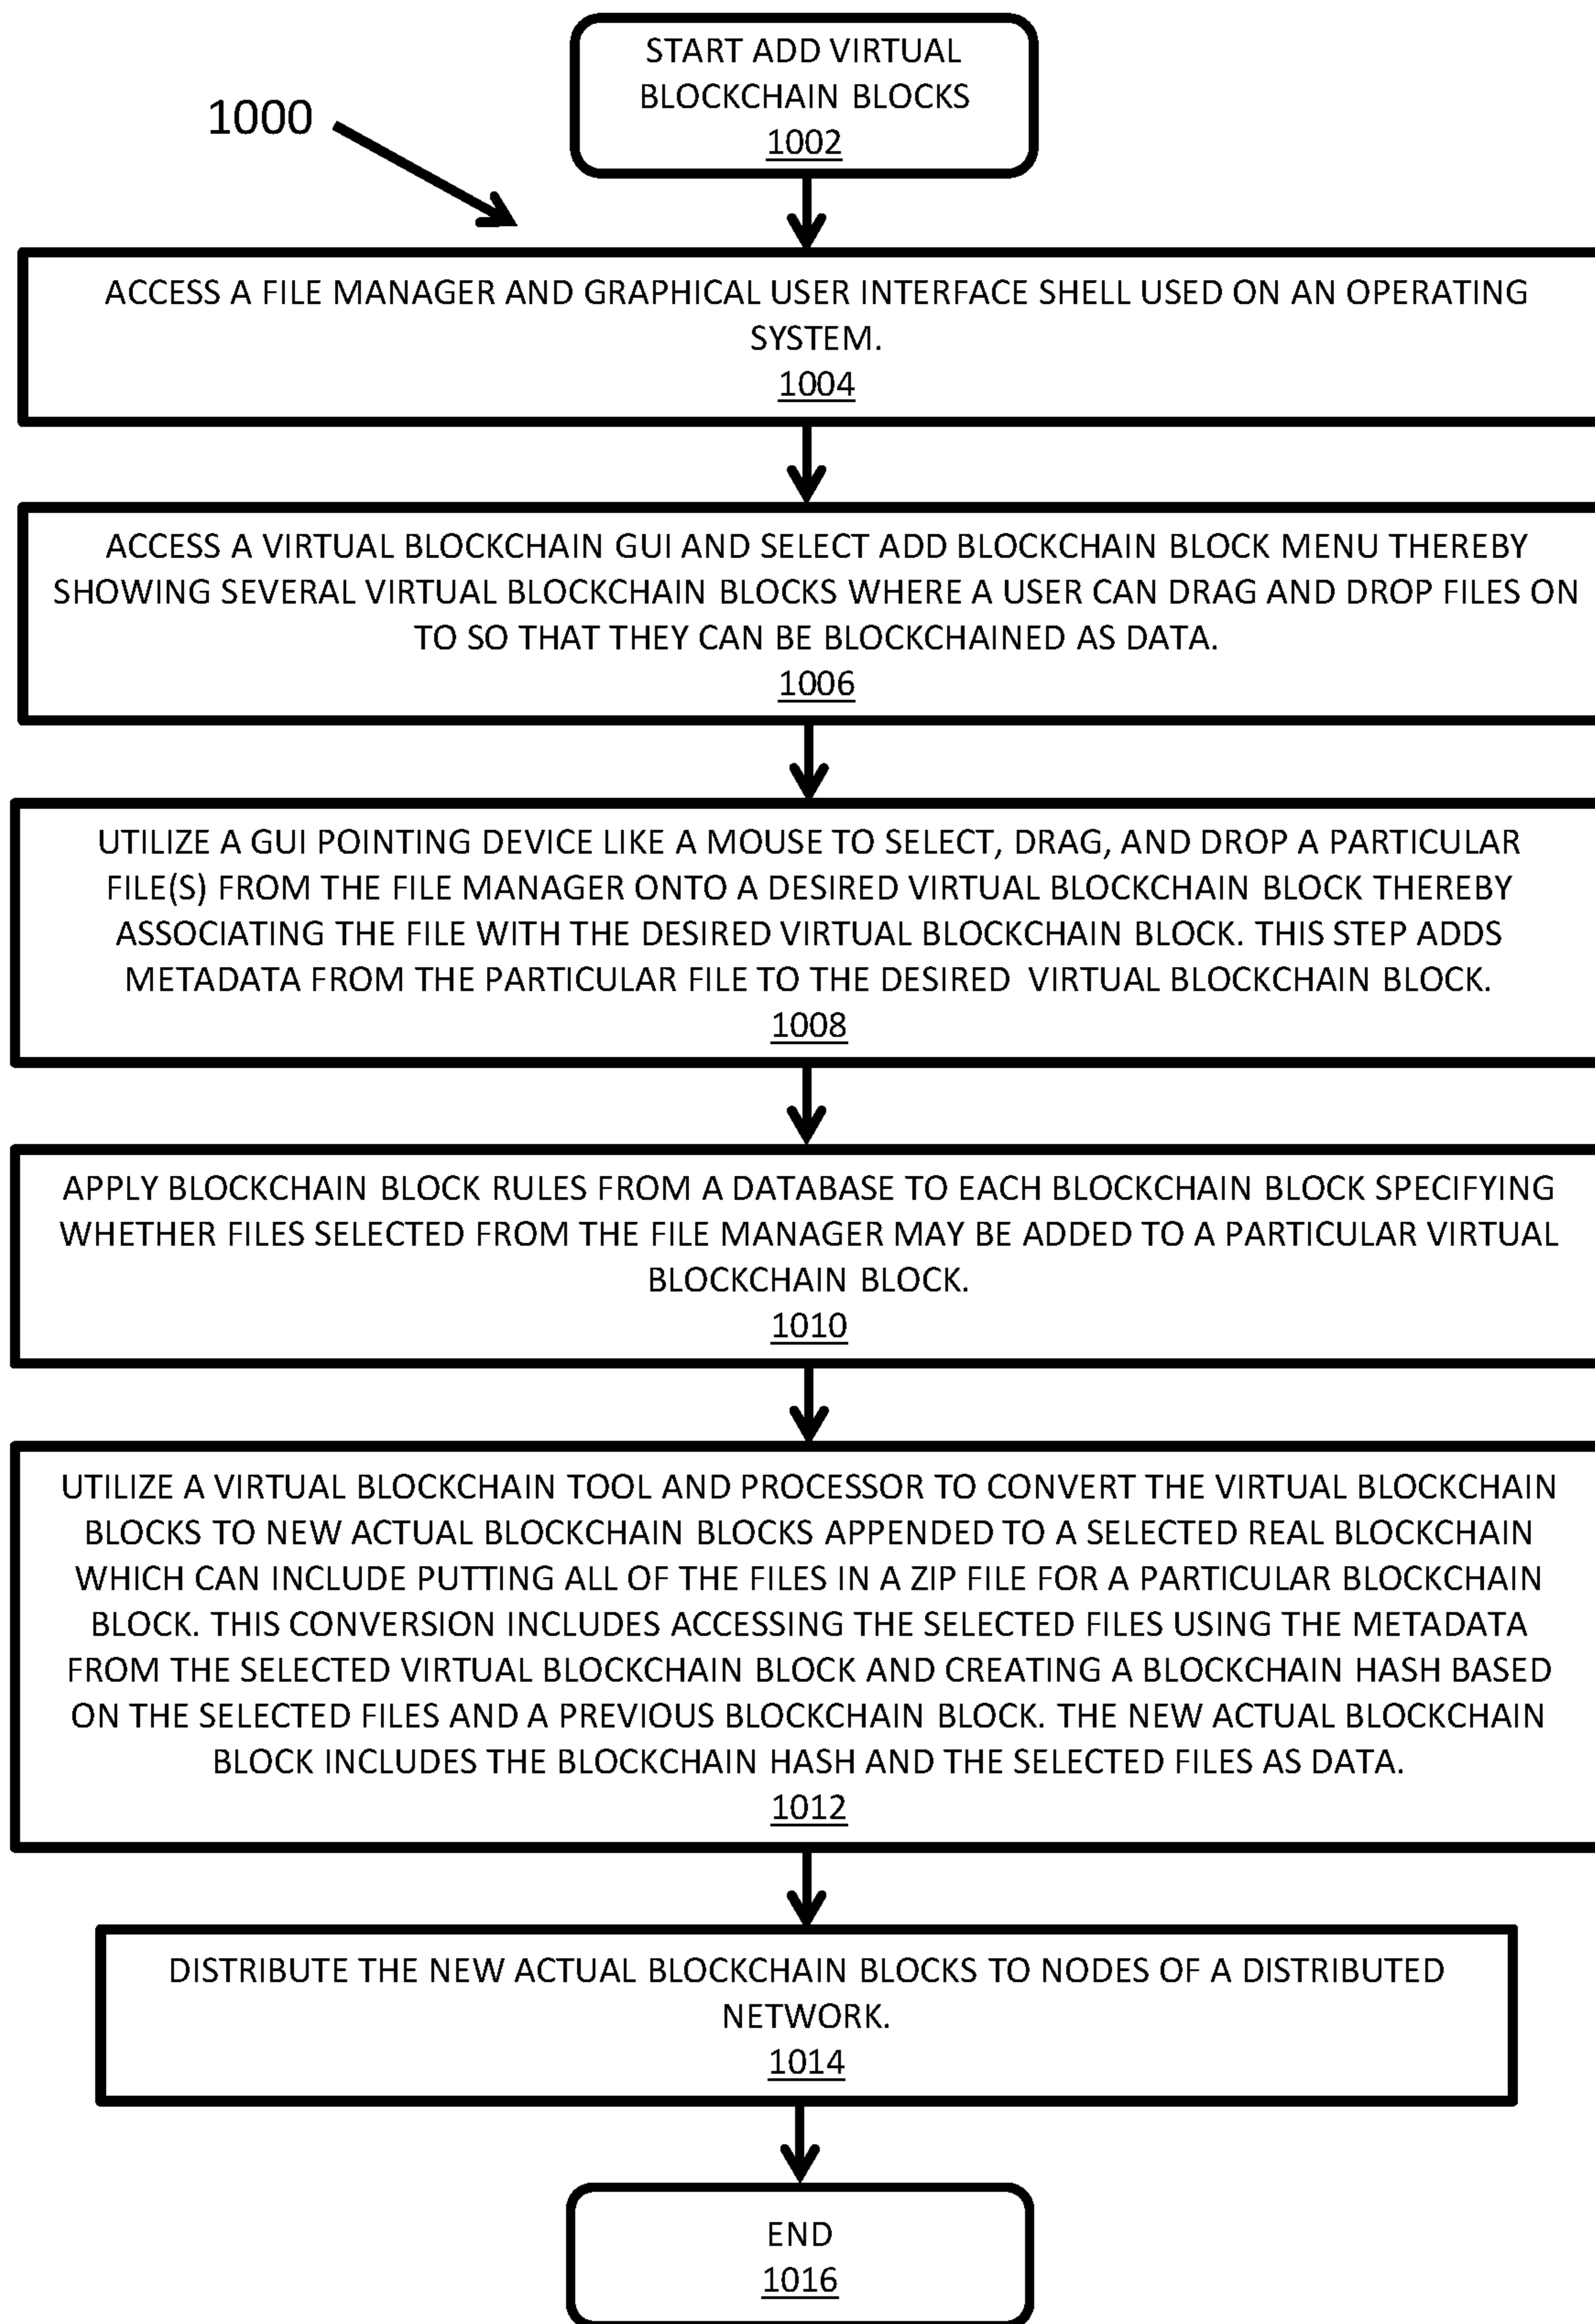 START ADD VIRTUAL
BLOCKCHAIN BLOCKS
1002
1000
ACCESS A FILE MANAGER AND GRAPHICAL USER INTERFACE SHELL USED ON AN OPERATING
SYSTEM.
1004
ACCESS A VIRTUAL BLOCKCHAIN GUI AND SELECT ADD BLOCKCHAIN BLOCK MENU THEREBY
SHOWING SEVERAL VIRTUAL BLOCKCHAIN BLOCKS WHERE A USER CAN DRAG AND DROP FILES ON
TO SO THAT THEY CAN BE BLOCKCHAINED AS DATA.
1006
UTILIZE A GUI POINTING DEVICE LIKE A MOUSE TO SELECT, DRAG, AND DROP A PARTICULAR
FILE(S) FROM THE FILE MANAGER ONTO A DESIRED VIRTUAL BLOCKCHAIN BLOCK THEREBY
ASSOCIATING THE FILE WITH THE DESIRED VIRTUAL BLOCKCHAIN BLOCK. THIS STEP ADDS
METADATA FROM THE PARTICULAR FILE TO THE DESIRED VIRTUAL BLOCKCHAIN BLOCK.
1008
APPLY BLOCKCHAIN BLOCK RULES FROM A DATABASE TO EACH BLOCKCHAIN BLOCK SPECIFYING
WHETHER FILES SELECTED FROM THE FILE MANAGER MAY BE ADDED TO A PARTICULAR VIRTUAL
BLOCKCHAIN BLOCK.
1010
UTILIZE A VIRTUAL BLOCKCHAIN TOOL AND PROCESSOR TO CONVERT THE VIRTUAL BLOCKCHAIN
BLOCKS TO NEW ACTUAL BLOCKCHAIN BLOCKS APPENDED TO A SELECTED REAL BLOCKCHAIN
WHICH CAN INCLUDE PUTTING ALL OF THE FILES IN A ZIP FILE FOR A PARTICULAR BLOCKCHAIN
BLOCK. THIS CONVERSION INCLUDES ACCESSING THE SELECTED FILES USING THE METADATA
FROM THE SELECTED VIRTUAL BLOCKCHAIN BLOCK AND CREATING A BLOCKCHAIN HASH BASED
ON THE SELECTED FILES AND A PREVIOUS BLOCKCHAIN BLOCK. THE NEW ACTUAL BLOCKCHAIN
BLOCK INCLUDES THE BLOCKCHAIN HASH AND THE SELECTED FILES AS DATA.
1012
DISTRIBUTE THE NEW ACTUAL BLOCKCHAIN BLOCKS TO NODES OF A DISTRIBUTED
NETWORK.
1014
END
1016